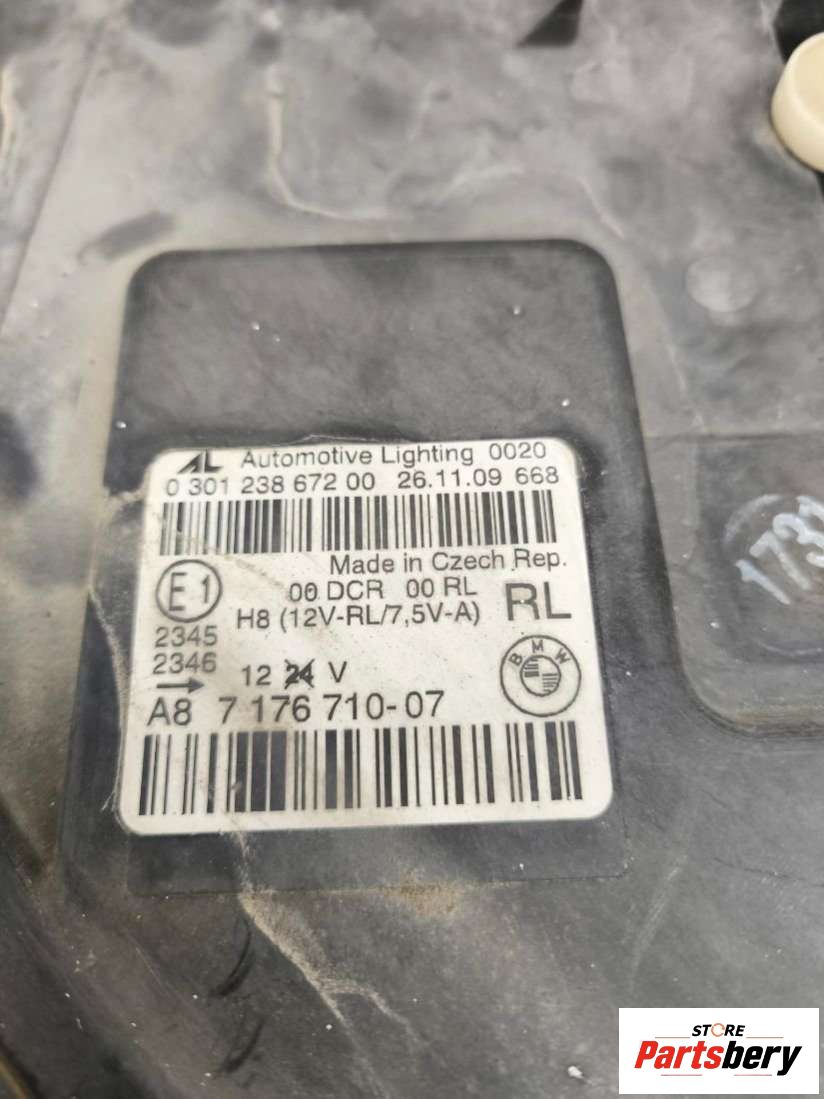 AL Automotive Lighting 0020
0 301 238 672 00 26.11.09 668
Made in Czech Rep.
E1
00 DCR 00 RL
RL
H8 (12V-RL/7,5V-A)
2345
2346
12 24 V
BMW
A8 7 176 710-07
STORE
Partsbery